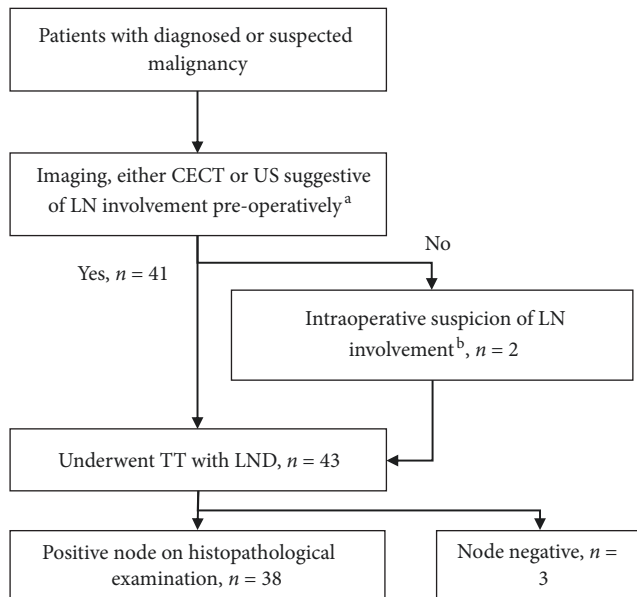 Patients with diagnosed or suspected
malignancy
Imaging, either CECT or US suggestive
of LN involvement pre-operatively a
No
Yes, n = 41
Intraoperative suspicion of LN
involvement b, n = 2
Underwent TT with LND, n = 43
Positive node on histopathological
examination, n = 38
Node negative, n =
3